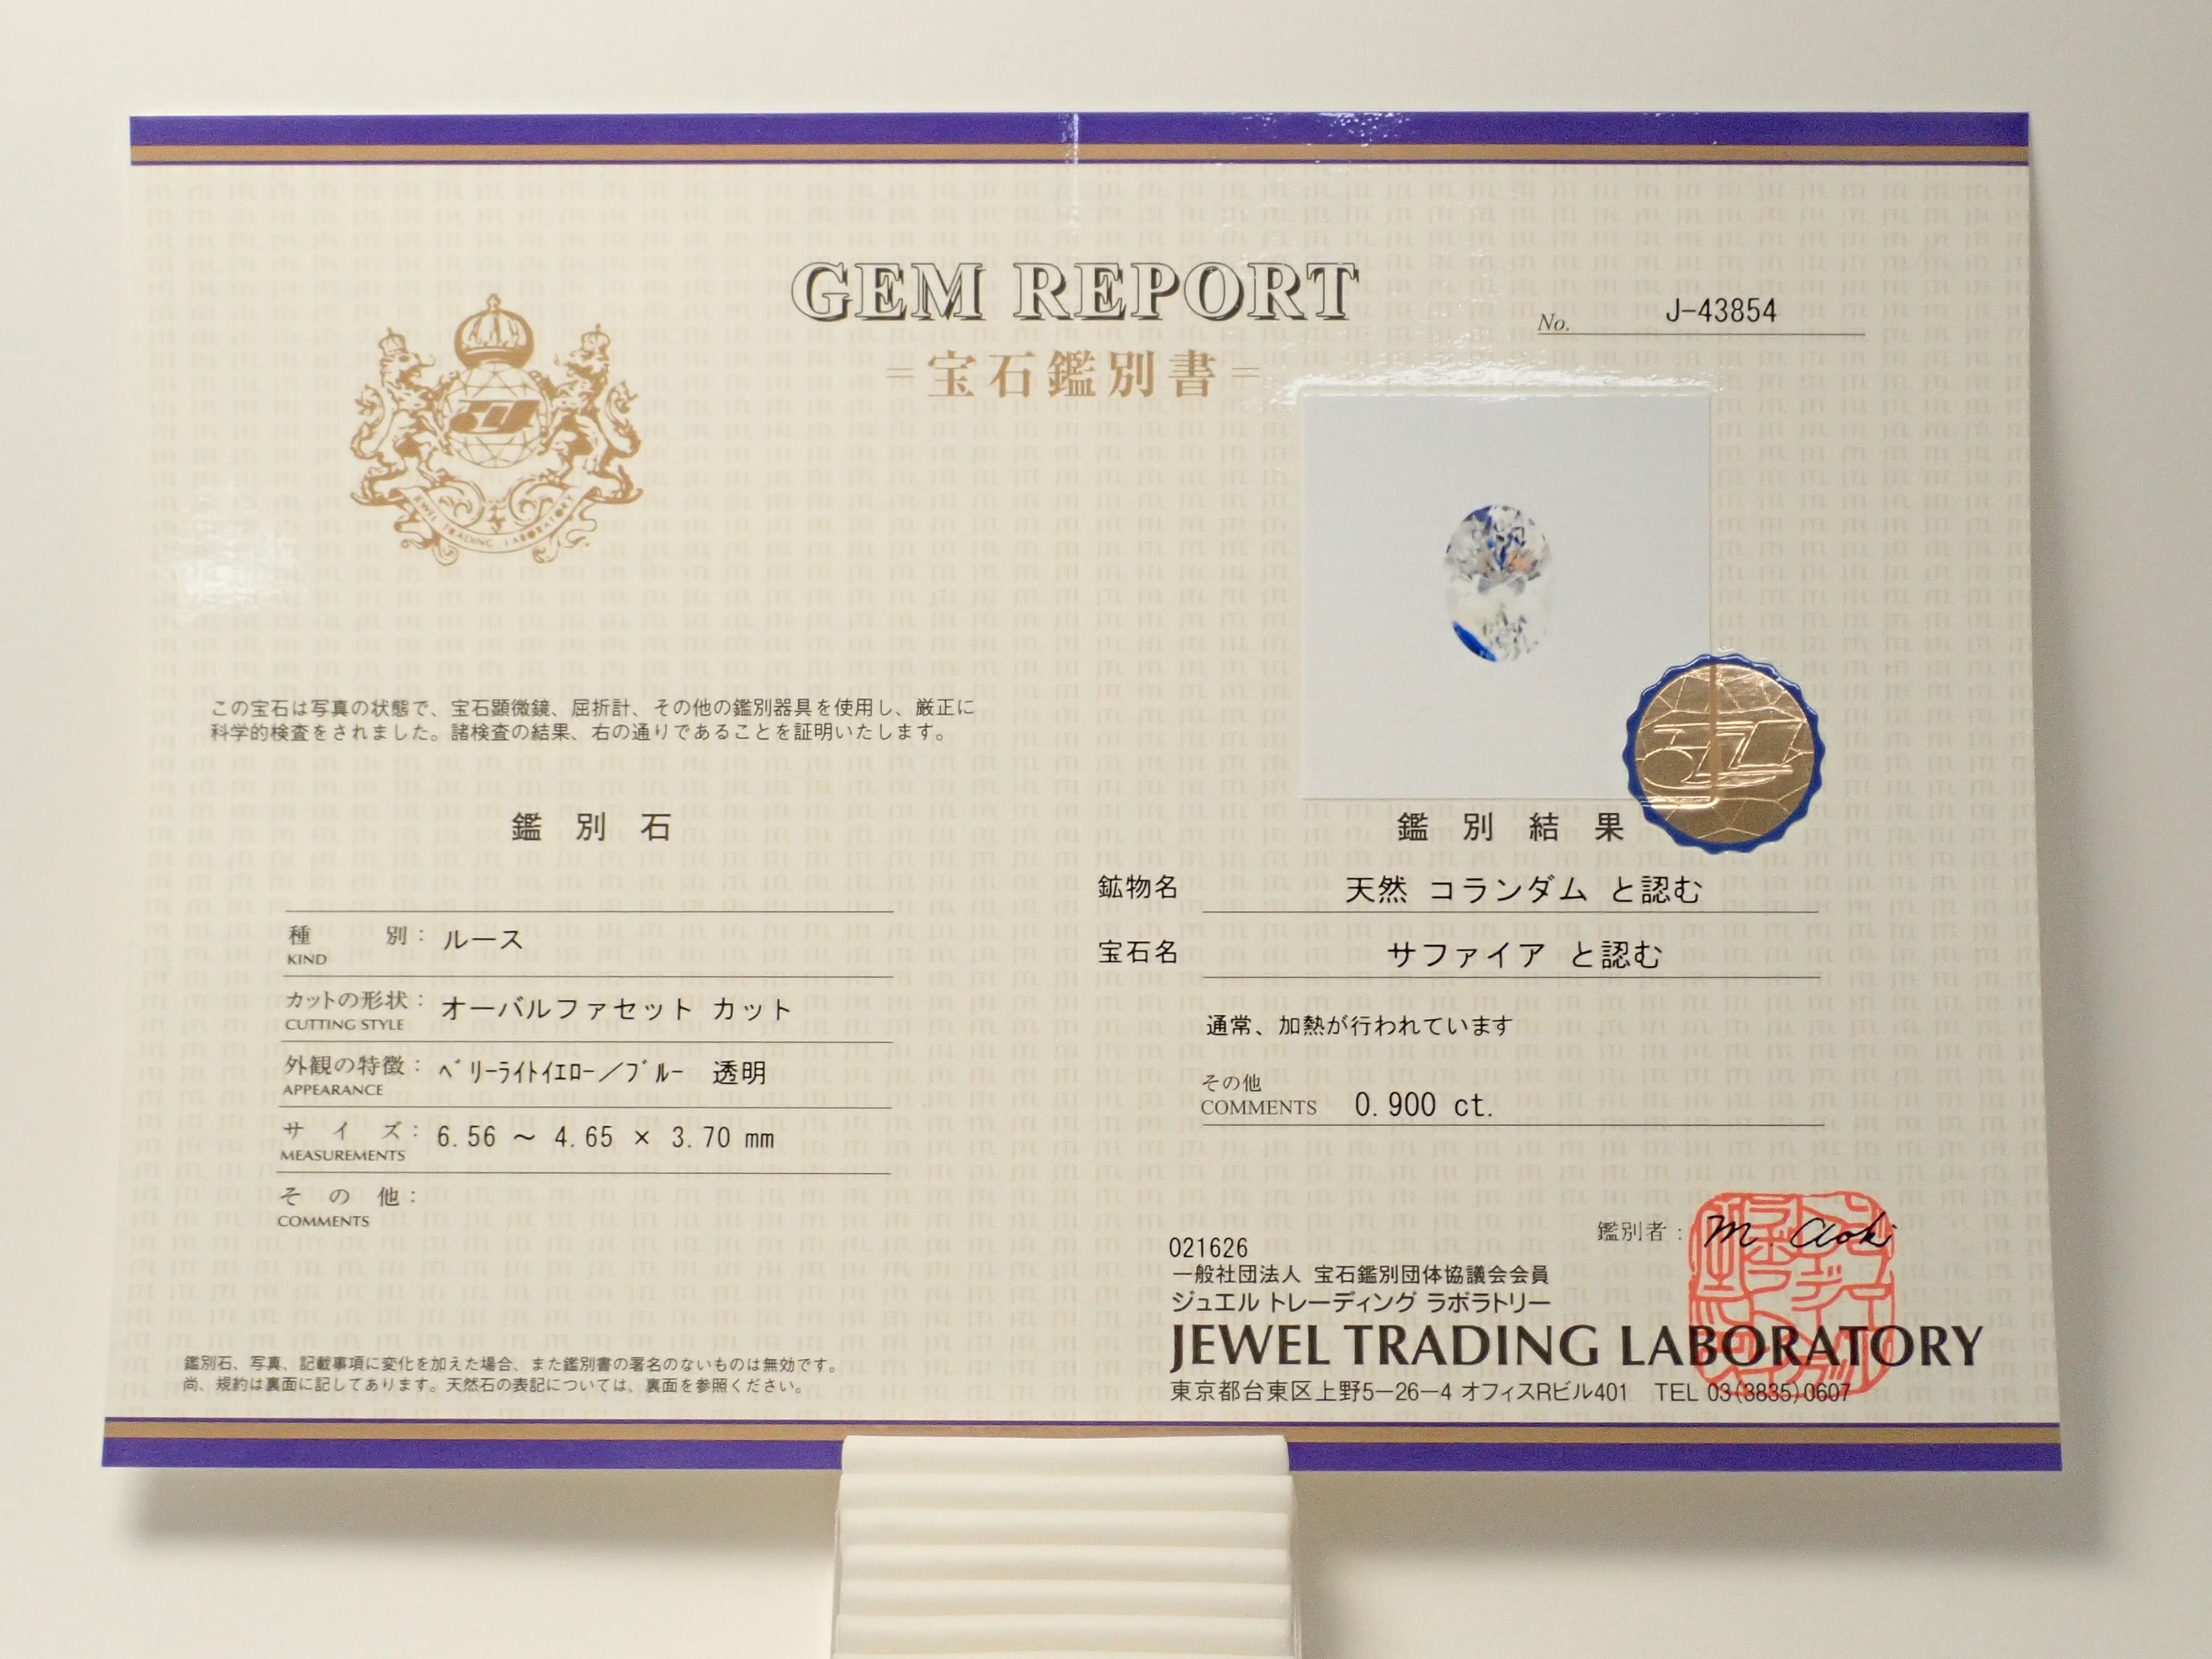 GEM REPORT
=宝石鑑別書=
No. J-43854
JEWEL TRADING LABORATORY
この宝石は写真の状態で、宝石顕微鏡、屈折計、その他の鑑別器具を使用し、厳正に
科学的検査をされました。諸検査の結果、右の通りであることを証明いたします。
鑑別石
種別: ルース
KIND
カットの形状: オーバルファセット カット
CUTTING STYLE
外観の特徴: ﾍﾞﾘｰﾗｲﾄｲｴﾛｰ／ﾌﾞﾙｰ 透明
APPEARANCE
サイズ: 6.56 ～ 4.65 × 3.70 mm
MEASUREMENTS
その他:
COMMENTS
鑑別石、写真、記載事項に変化を加えた場合、また鑑別書の署名のないものは無効です。
尚、規約は裏面に記してあります。天然石の表記については、裏面を参照ください。
鑑別結果
鉱物名 天然 コランダム と認む
宝石名 サファイア と認む
通常、加熱が行われています
その他
COMMENTS 0.900 ct.
鑑別者: M. Aoki
021626
一般社団法人 宝石鑑別団体協議会会員
ジュエル トレーディング ラボラトリー
JEWEL TRADING LABORATORY
東京都台東区上野5−26−4 オフィスRビル401 TEL 03(3835)0607